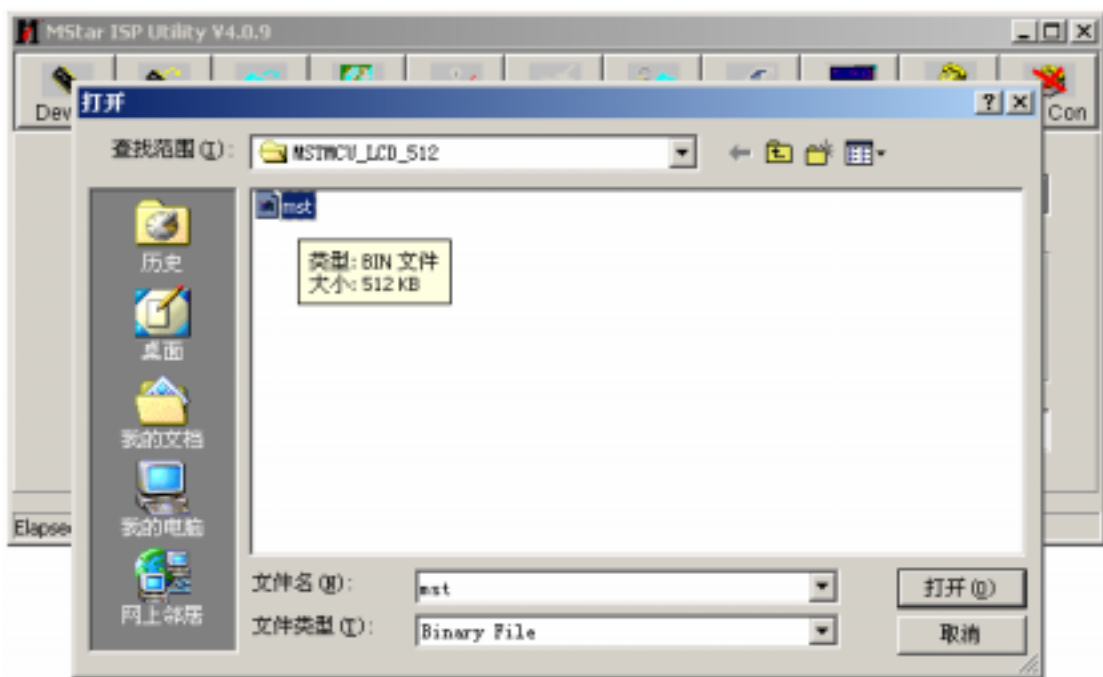 MStar ISP Utility V4.0.9
Dev
Con
打开
查找范围(I):
MSTMCU_LCD_512
mst
类型: BIN 文件
大小: 512 KB
历史
桌面
我的文档
我的电脑
网上邻居
Elapse
文件名(N):
mst
打开(O)
文件类型(T):
Binary File
取消